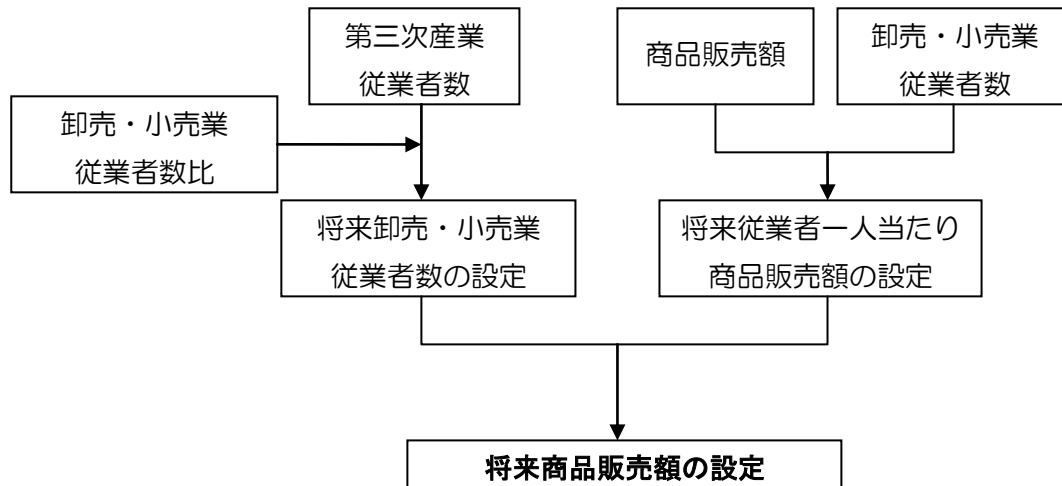 第三次産業
従業者数
商品販売額
卸売・小売業
従業者数
卸売・小売業
従業者数比
将来卸売・小売業
従業者数の設定
将来従業者一人当たり
商品販売額の設定
将来商品販売額の設定